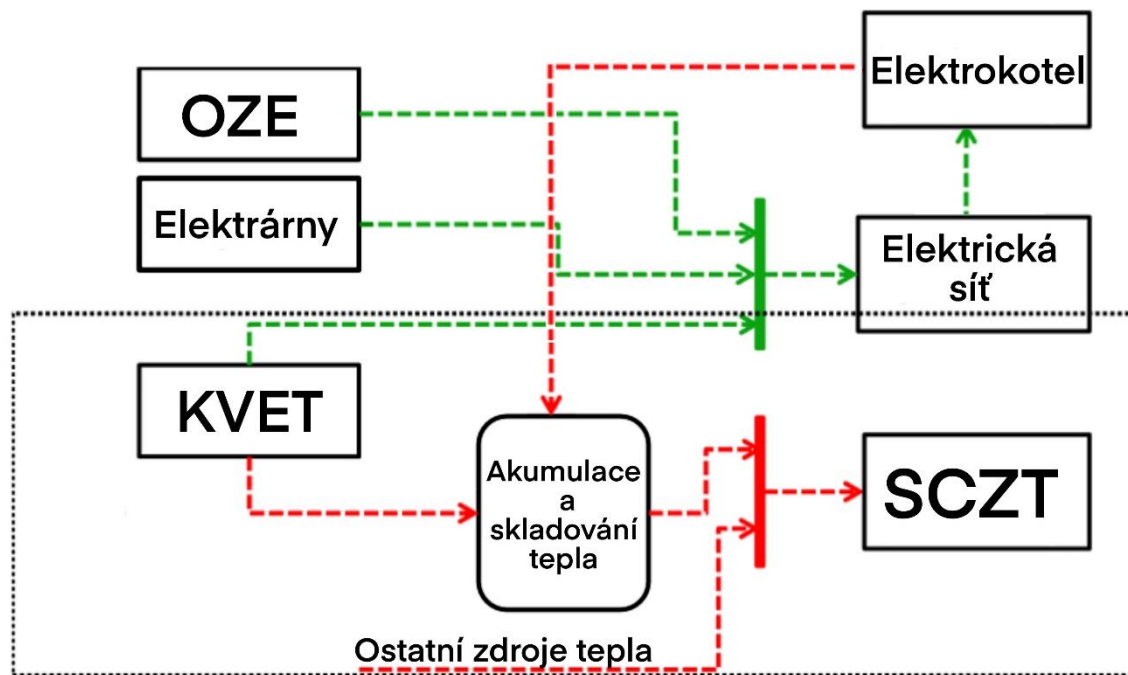 Elektrokotel
OZE
Elektrárny
Elektrická
síť
KVET
Akumulace
a
skladování
tepla
SCZT
Ostatní zdroje tepla